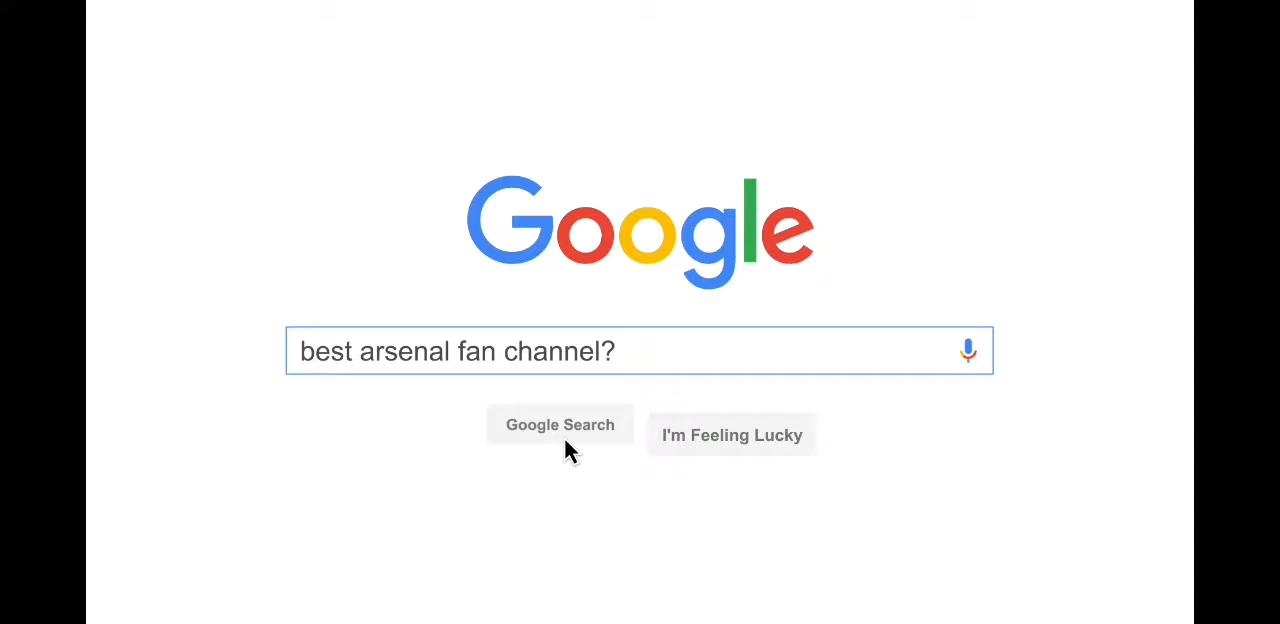 Google
best arsenal fan channel?
Google Search
I'm Feeling Lucky